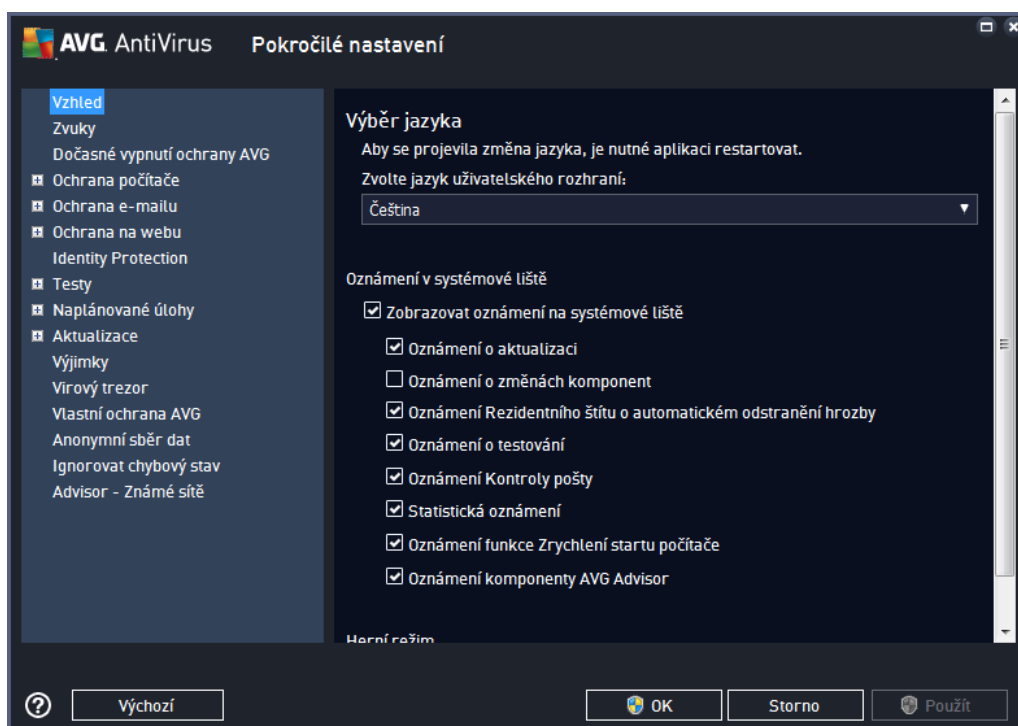 AVG. AntiVirus Pokročilé nastavení
Vzhled
Zvuky
Dočasné vypnutí ochrany AVG
Ochrana počítače
Ochrana e-mailu
Ochrana na webu
Identity Protection
Testy
Naplánované úlohy
Aktualizace
Výjimky
Virový trezor
Vlastní ochrana AVG
Anonymní sběr dat
Ignorovat chybový stav
Advisor - Známé sítě
Výběr jazyka
Aby se projevila změna jazyka, je nutné aplikaci restartovat.
Zvolte jazyk uživatelského rozhraní:
Čeština
Oznámení v systémové liště
Zobrazovat oznámení na systémové liště
Oznámení o aktualizaci
Oznámení o změnách komponent
Oznámení Rezidentního štítu o automatickém odstranění hrozby
Oznámení o testování
Oznámení Kontroly pošty
Statistická oznámení
Oznámení funkce Zrychlení startu počítače
Oznámení komponenty AVG Advisor
Herní režim
? Výchozí OK Storno Použít